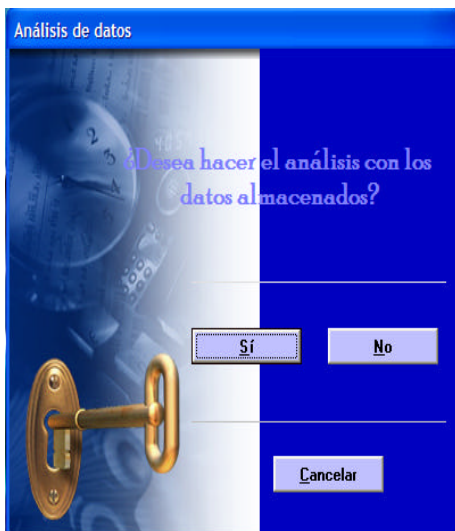 Análisis de datos
¿Desea hacer el análisis con los
datos almacenados?
Sí
No
Cancelar